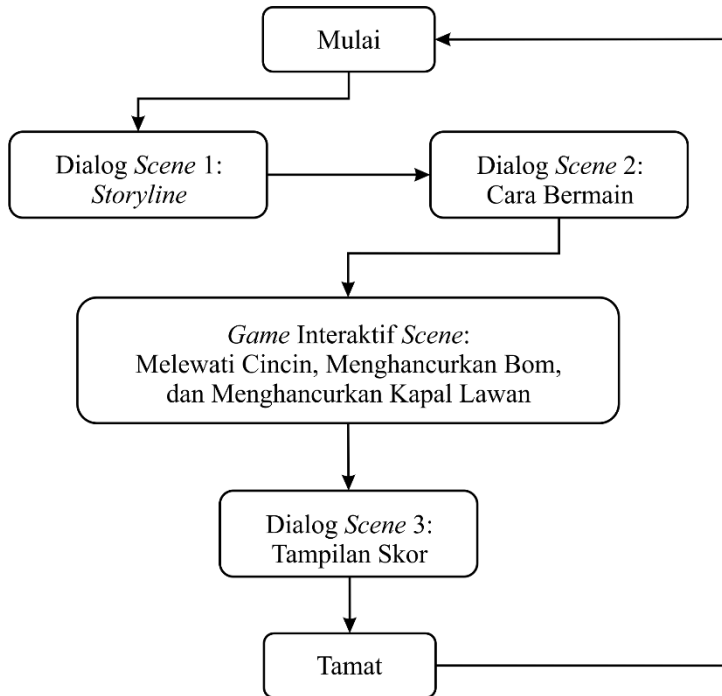 Mulai
Dialog Scene 1:
Storyline
Dialog Scene 2:
Cara Bermain
Game Interaktif Scene:
Melewati Cincin, Menghancurkan Bom,
dan Menghancurkan Kapal Lawan
Dialog Scene 3:
Tampilan Skor
Tamat